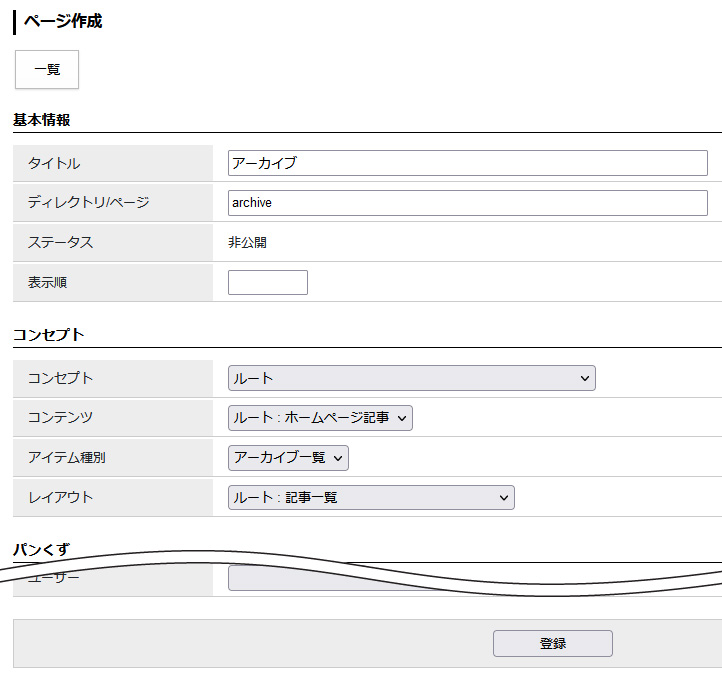 ページ作成
一覧
基本情報
タイトル アーカイブ
ディレクトリ/ページ archive
ステータス 非公開
表示順
コンセプト
コンセプト ルート
コンテンツ ルート : ホームページ記事
アイテム種別 アーカイブ一覧
レイアウト ルート : 記事一覧
パンくず
ユーザー
登録